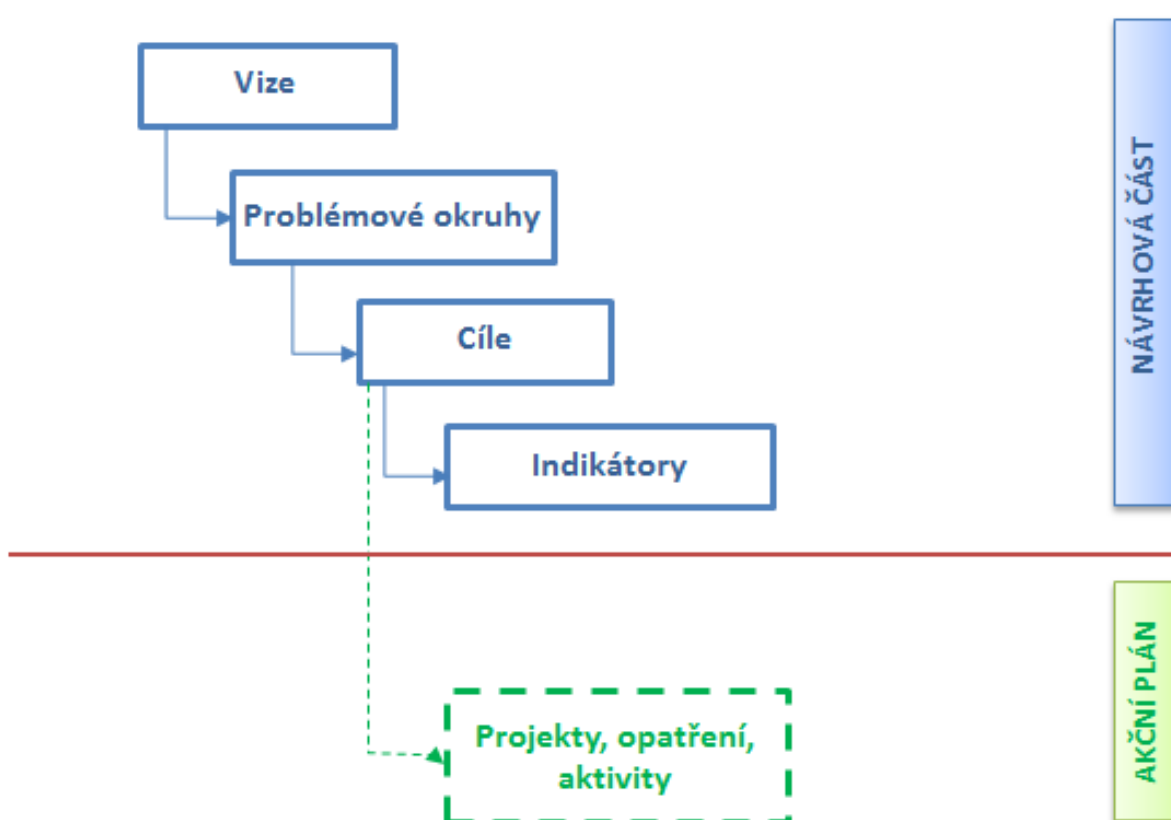 Vize
Problémové okruhy
Cíle
Indikátory
NÁVRHOVÁ ČÁST
Projekty, opatření,
aktivity
AKČNÍ PLÁN